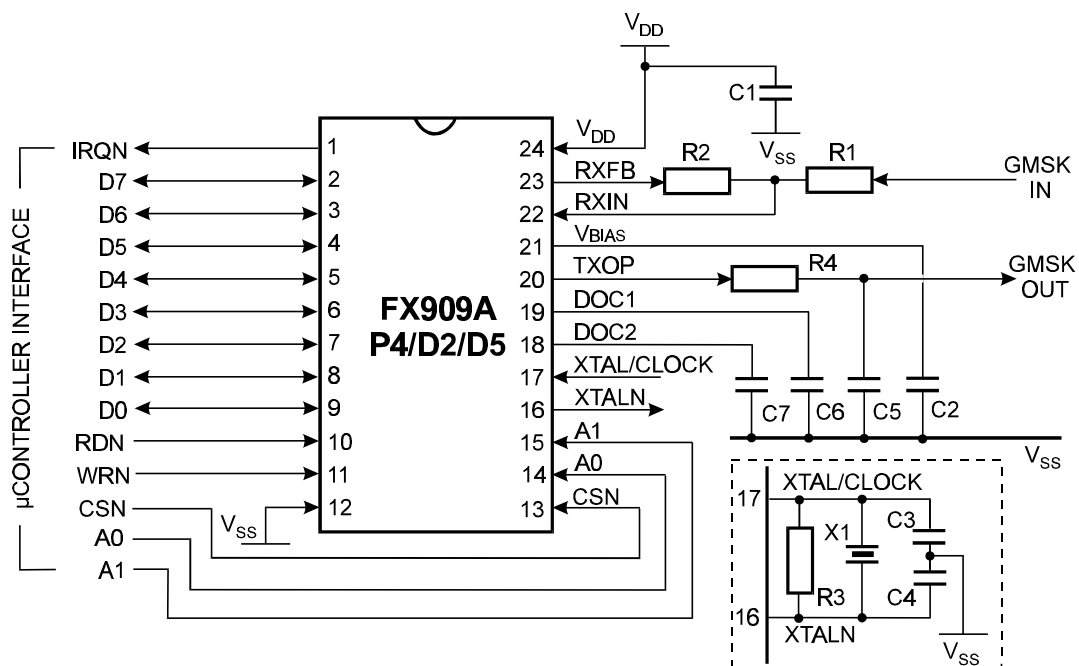 VDD
C1
VSS
VDD
R2
R1
RXFB
RXIN
GMSK
IN
VBIAS
TXOP
R4
GMSK
OUT
DOC1
DOC2
XTAL/CLOCK
XTALN
A1
A0
CSN
C7
C6
C5
C2
VSS
µCONTROLLER INTERFACE
IRQN
D7
D6
D5
D4
D3
D2
D1
D0
RDN
WRN
CSN
A0
A1
VSS
1
2
3
4
5
6
7
8
9
10
11
12
FX909A
P4/D2/D5
24
23
22
21
20
19
18
17
16
15
14
13
17
XTAL/CLOCK
X1
C3
R3
C4
16
XTALN
VSS